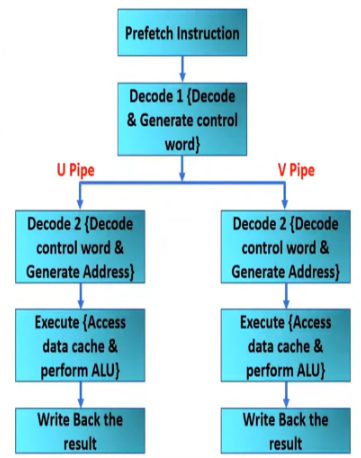 Prefetch Instruction
Decode 1 {Decode
& Generate control
word}
U Pipe
V Pipe
Decode 2 {Decode
control word &
Generate Address}
Decode 2 {Decode
control word &
Generate Address}
Execute {Access
data cache &
perform ALU}
Execute {Access
data cache &
perform ALU}
Write Back the
result
Write Back the
result